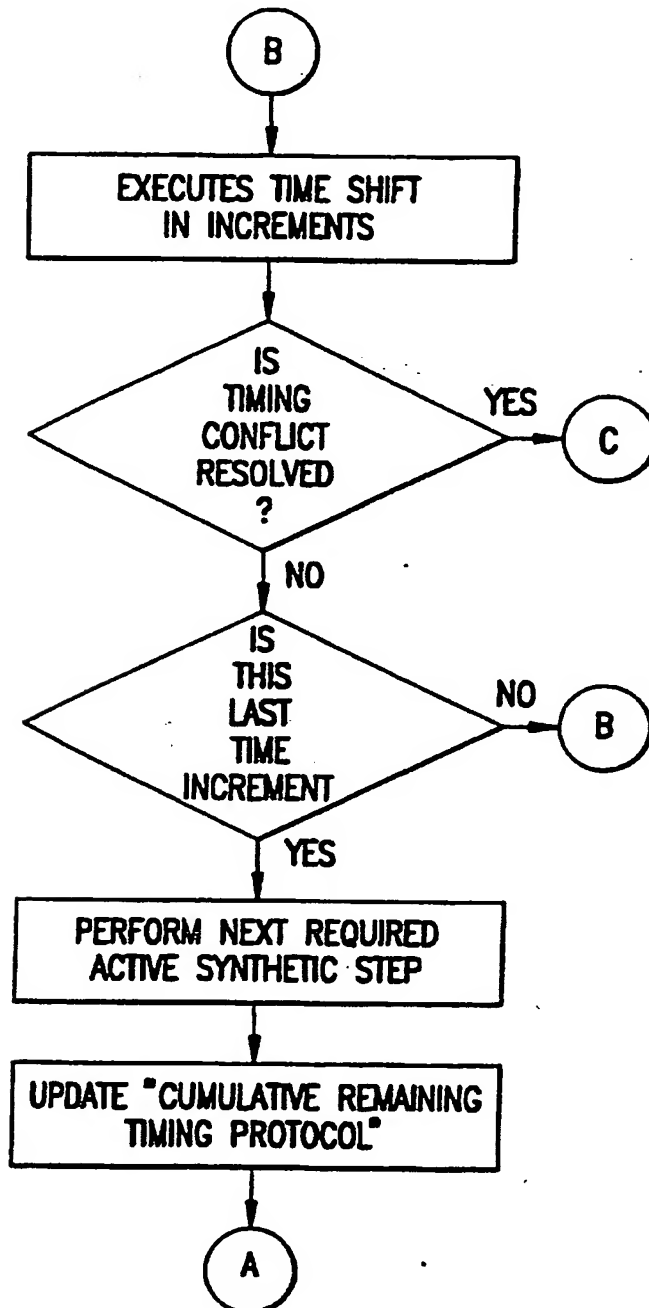 B
EXECUTES TIME SHIFT
IN INCREMENTS
IS
TIMING
CONFLICT
RESOLVED
?
YES
C
NO
IS
THIS
LAST
TIME
INCREMENT
NO
B
YES
PERFORM NEXT REQUIRED
ACTIVE SYNTHETIC STEP
UPDATE "CUMULATIVE REMAINING
TIMING PROTOCOL"
A